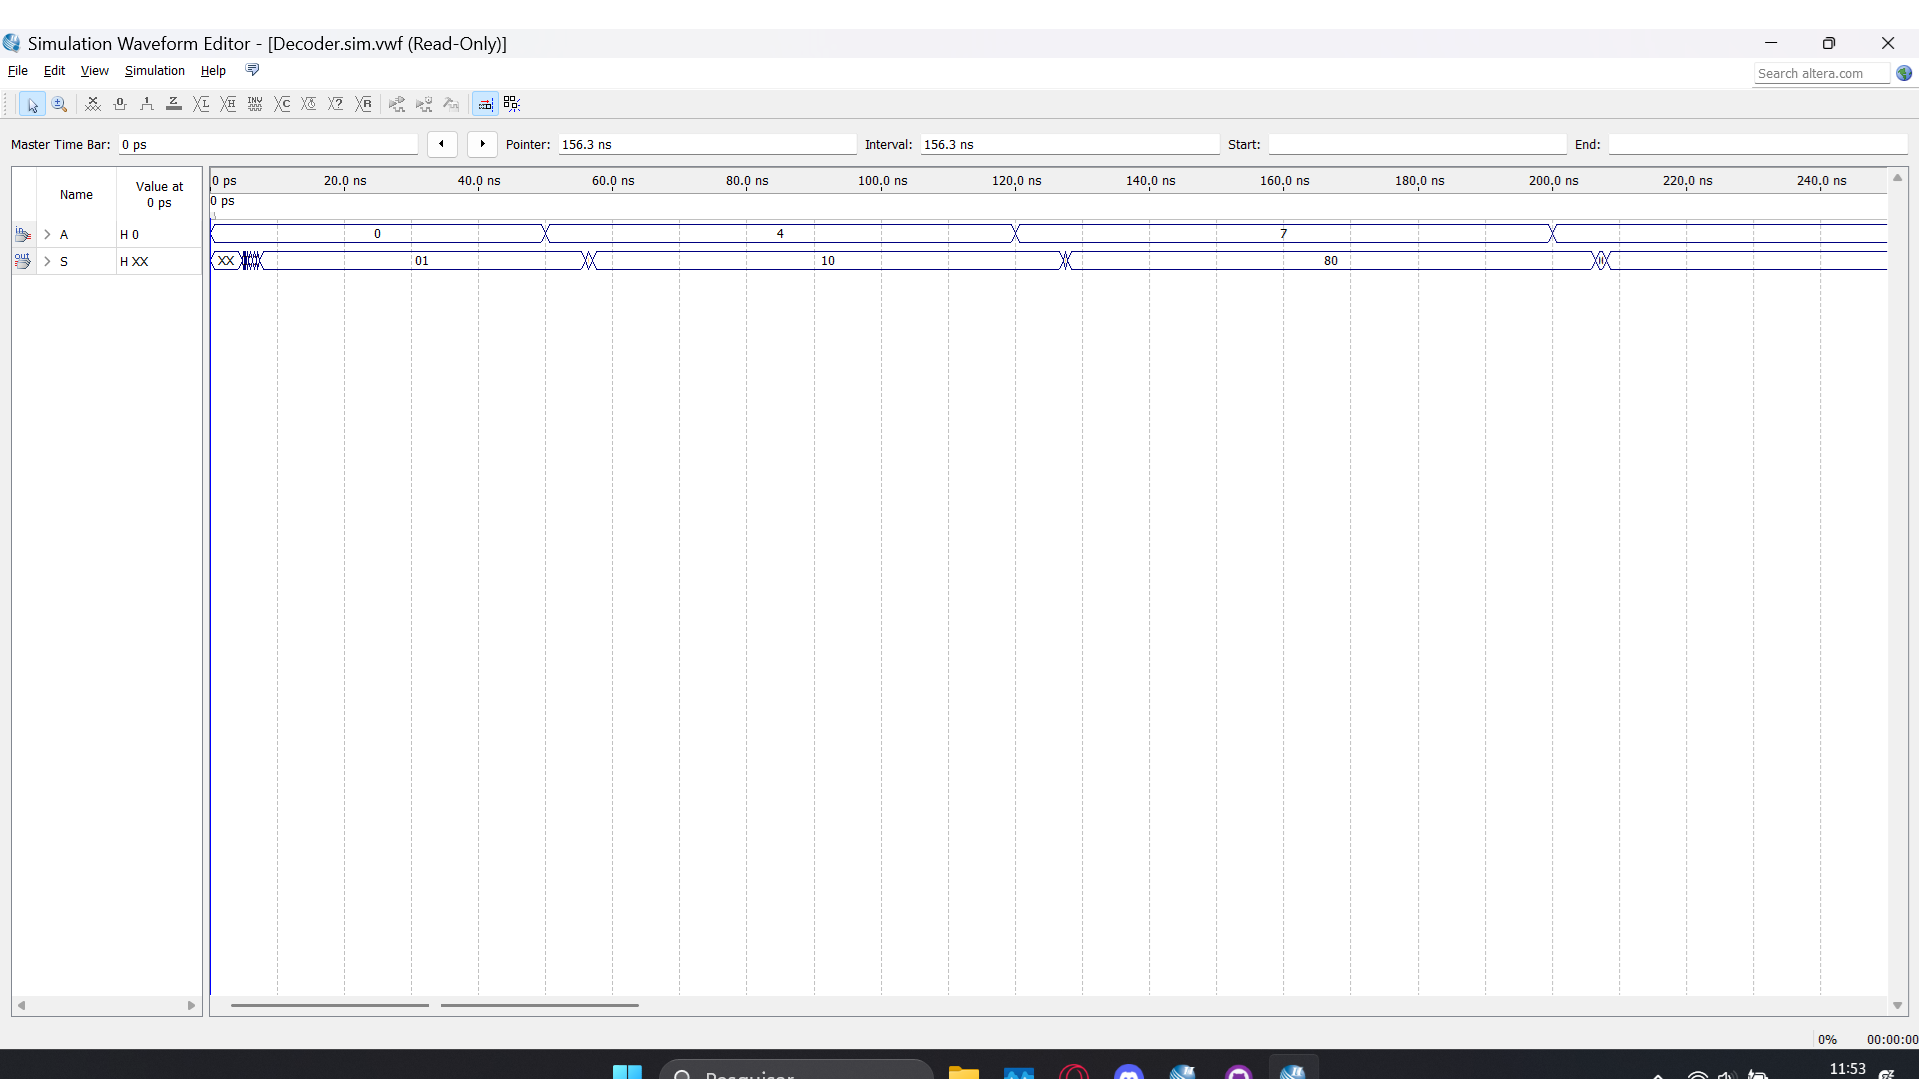 Simulation Waveform Editor - [Decoder.sim.vwf (Read-Only)]
File Edit View Simulation Help
Search altera.com
Master Time Bar: 0 ps Pointer: 156.3 ns Interval: 156.3 ns Start: End:
Name Value at 0 ps
0 ps 20.0 ns 40.0 ns 60.0 ns 80.0 ns 100.0 ns 120.0 ns 140.0 ns 160.0 ns 180.0 ns 200.0 ns 220.0 ns 240.0 ns
0 ps
in A H 0 0 4 7
out S H XX XX 01 10 80
0% 00:00:00
Pesquisar
11:53